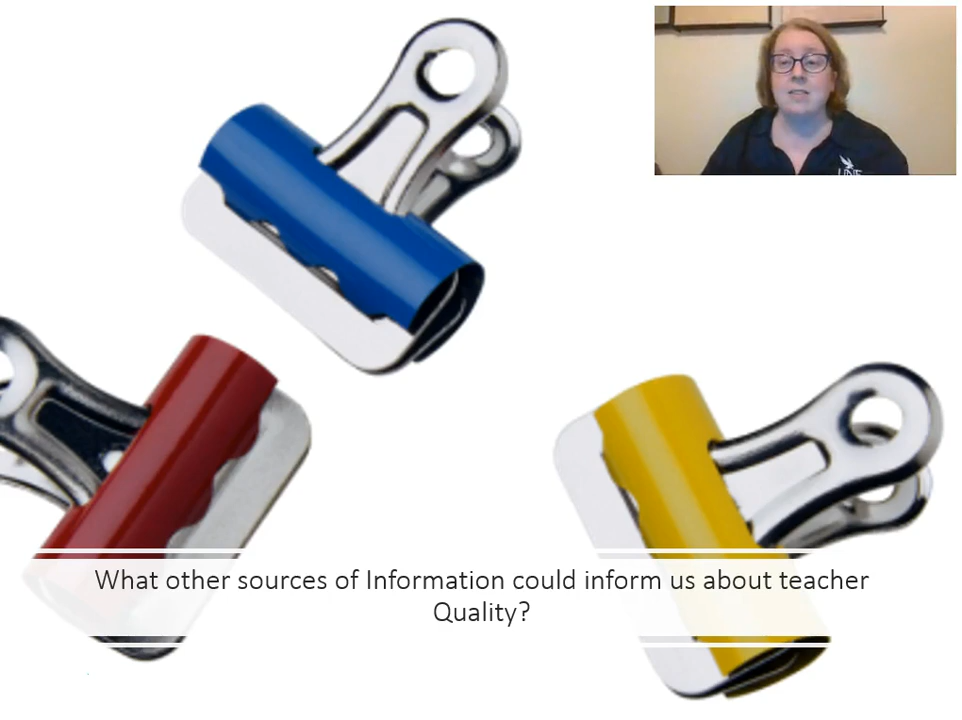 What other sources of Information could inform us about teacher
Quality?